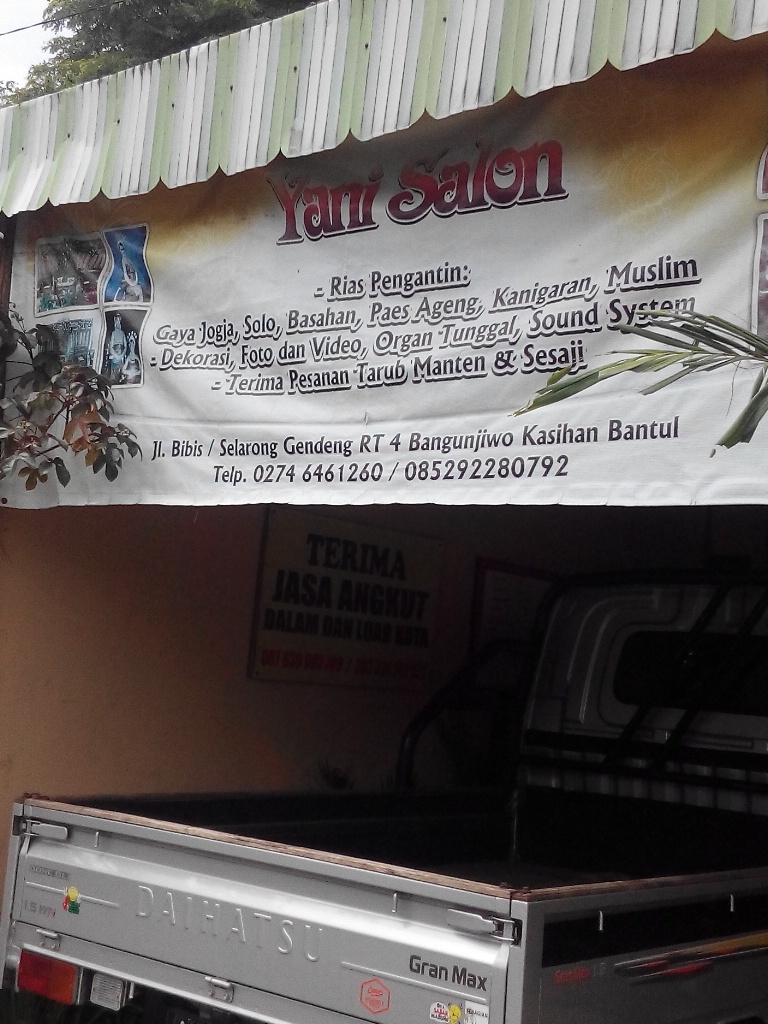 Yani Salon
- Rias Pengantin:
Gaya Jogja, Solo, Basahan, Paes Ageng, Kanigaran, Muslim
- Dekorasi, Foto dan Video, Organ Tunggal, Sound System
- Terima Pesanan Tarub Manten & Sesaji
Jl. Bibis / Selarong Gendeng RT 4 Bangunjiwo Kasihan Bantul
Telp. 0274 6461260 / 085292280792
TERIMA
JASA ANGKUT
DALAM DAN LUAR KOTA
DAIHATSU
Gran Max